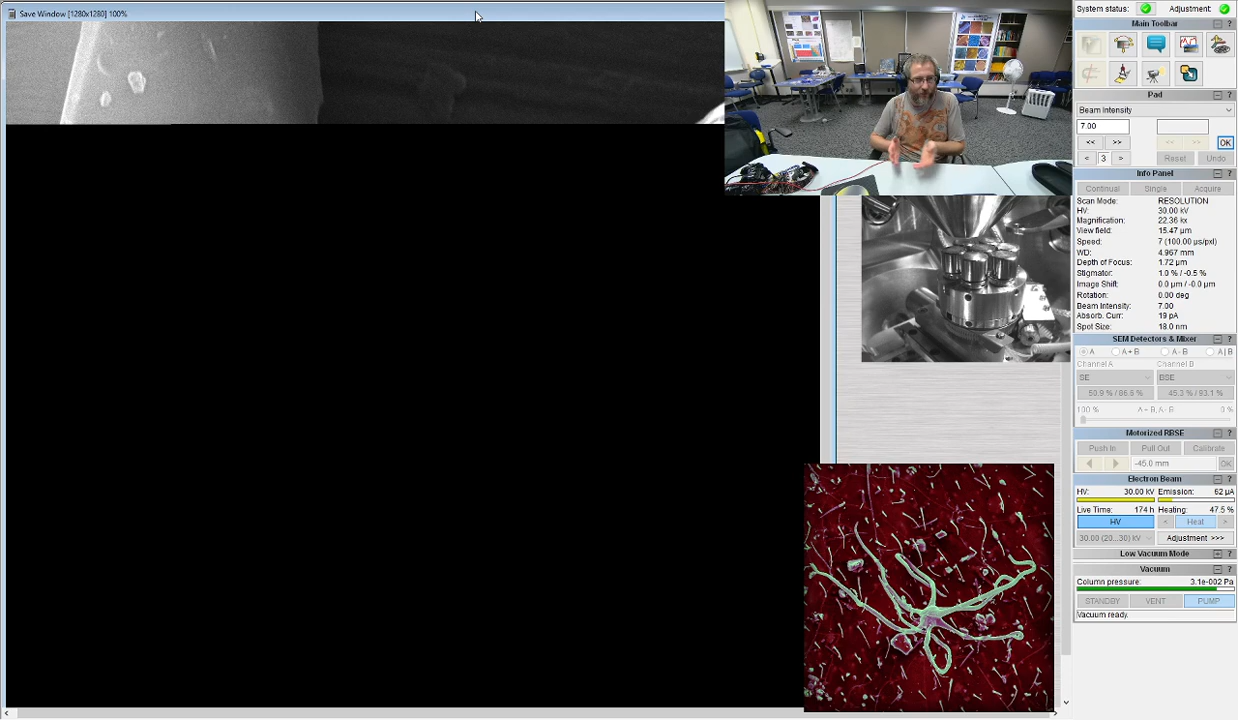 Save Window [1280x1280] 100%
System status: Adjustment:
Main Toolbar
Pad
Beam Intensity
7.00
<< >> << >> OK
< 3 > Reset Undo
Info Panel
Continual Single Acquire
Scan Mode: RESOLUTION
HV: 30.00 kV
Magnification: 22.36 kx
View field: 15.47 µm
Speed: 7 (100.00 µs/pxl)
WD: 4.967 mm
Depth of Focus: 1.72 µm
Stigmator: 1.0 % / -0.5 %
Image Shift: 0.0 µm / -0.0 µm
Rotation: 0.00 deg
Beam Intensity: 7.00
Absorb. Curr: 19 pA
Spot Size: 18.0 nm
SEM Detectors & Mixer
A A + B A - B A | B
Channel A Channel B
SE BSE
50.9 % / 86.6 % 45.3 % / 93.1 %
100 % A + B, A - B 0 %
Motorized RBSE
Push In Pull Out Calibrate
-45.0 mm OK
Electron Beam
HV: 30.00 kV Emission: 62 µA
Live Time: 174 h Heating: 47.5 %
HV < Heat >
30.00 (20...30) kV Adjustment >>>
Low Vacuum Mode
Vacuum
Column pressure: 3.1e-002 Pa
STANDBY VENT PUMP
Vacuum ready.